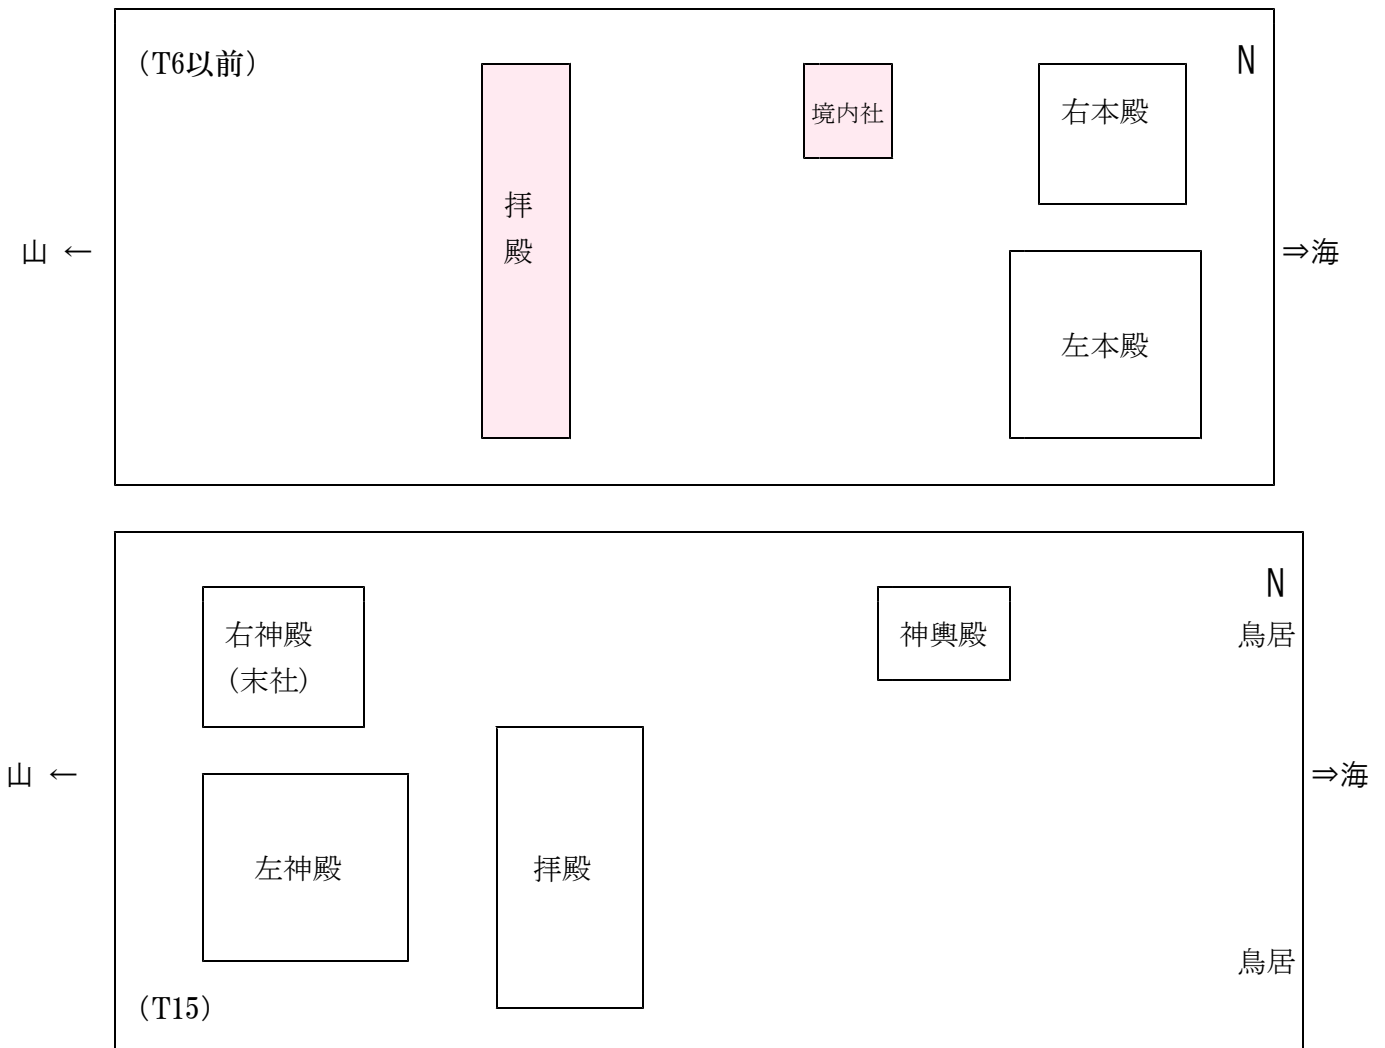 （T6以前）
N
境内社
右本殿
拝
殿
山 ←
⇒海
左本殿
N
右神殿
（末社）
神輿殿
鳥居
山 ←
⇒海
左神殿
拝殿
鳥居
（T15）